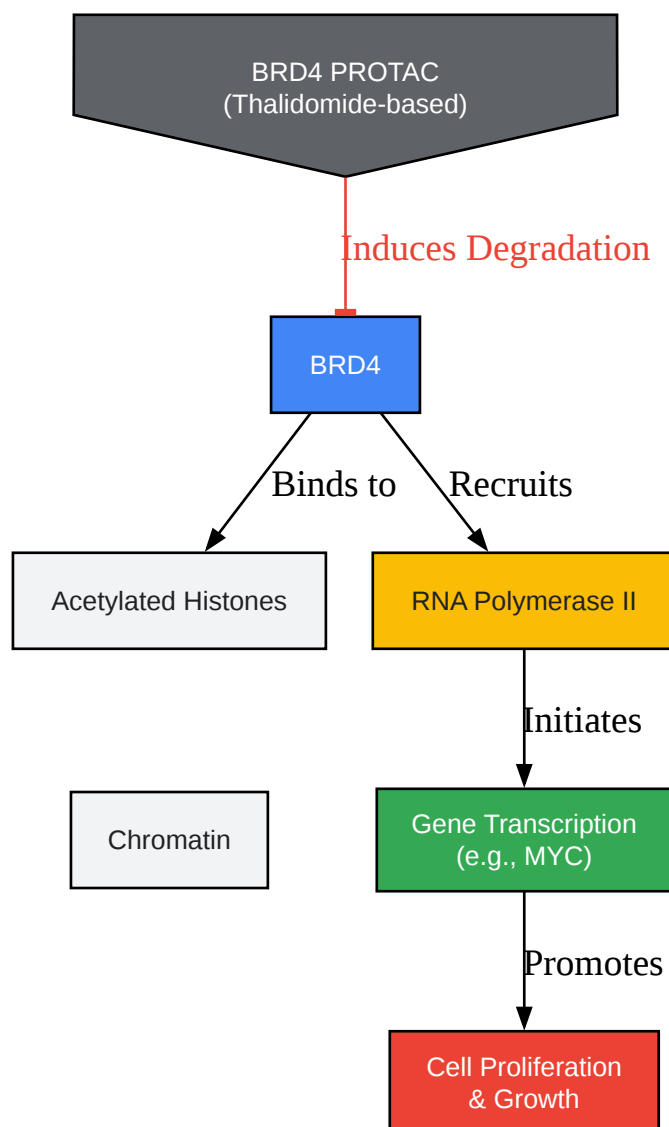 BRD4 PROTAC
(Thalidomide-based)
Induces Degradation
BRD4
Binds to
Recruits
Acetylated Histones
RNA Polymerase II
Initiates
Chromatin
Gene Transcription
(e.g., MYC)
Promotes
Cell Proliferation
& Growth